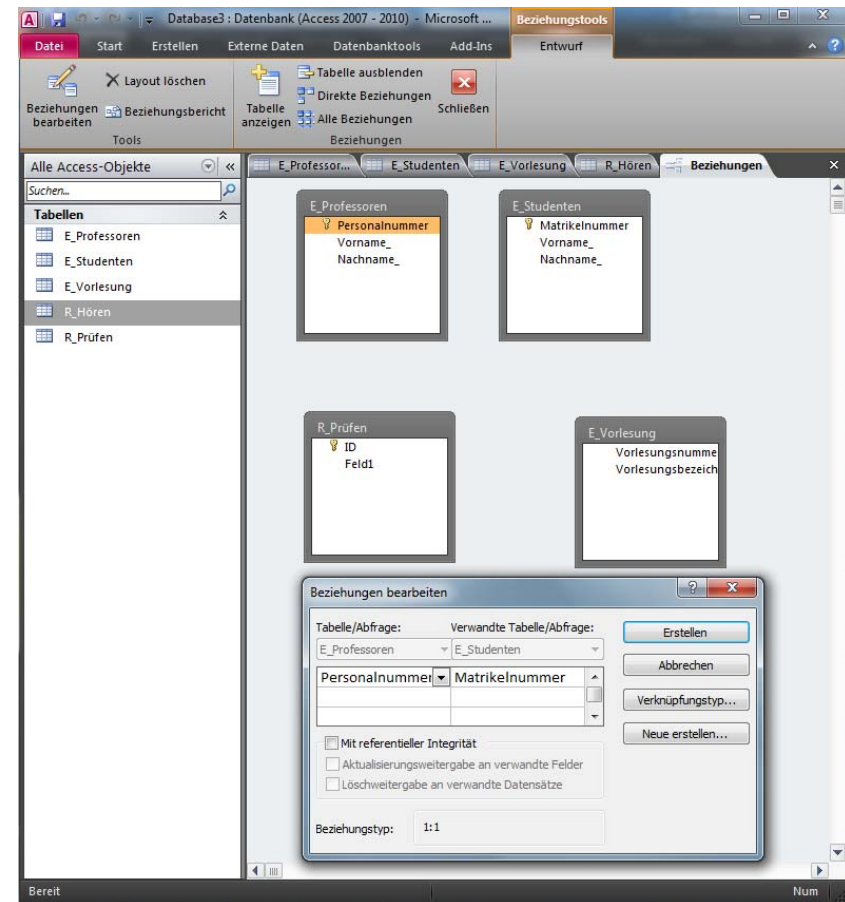 Database3 : Datenbank (Access 2007 - 2010) - Microsoft ...
Beziehungstools
Datei Start Erstellen Externe Daten Datenbanktools Add-Ins Entwurf
Beziehungen bearbeiten
Layout löschen
Beziehungsbericht
Tools
Tabelle anzeigen
Tabelle ausblenden
Direkte Beziehungen
Alle Beziehungen
Schließen
Beziehungen
Alle Access-Objekte
Suchen...
Tabellen
E_Professoren
E_Studenten
E_Vorlesung
R_Hören
R_Prüfen
E_Professor... E_Studenten E_Vorlesung R_Hören Beziehungen
E_Professoren
Personalnummer
Vorname_
Nachname_
E_Studenten
Matrikelnummer
Vorname_
Nachname_
R_Prüfen
ID
Feld1
E_Vorlesung
Vorlesungsnumme
Vorlesungsbezeich
Beziehungen bearbeiten
Tabelle/Abfrage: Verwandte Tabelle/Abfrage:
E_Professoren E_Studenten
Personalnummer Matrikelnummer
Mit referentieller Integrität
Aktualisierungsweitergabe an verwandte Felder
Löschweitergabe an verwandte Datensätze
Beziehungstyp: 1:1
Erstellen
Abbrechen
Verknüpfungstyp...
Neue erstellen...
Bereit Num